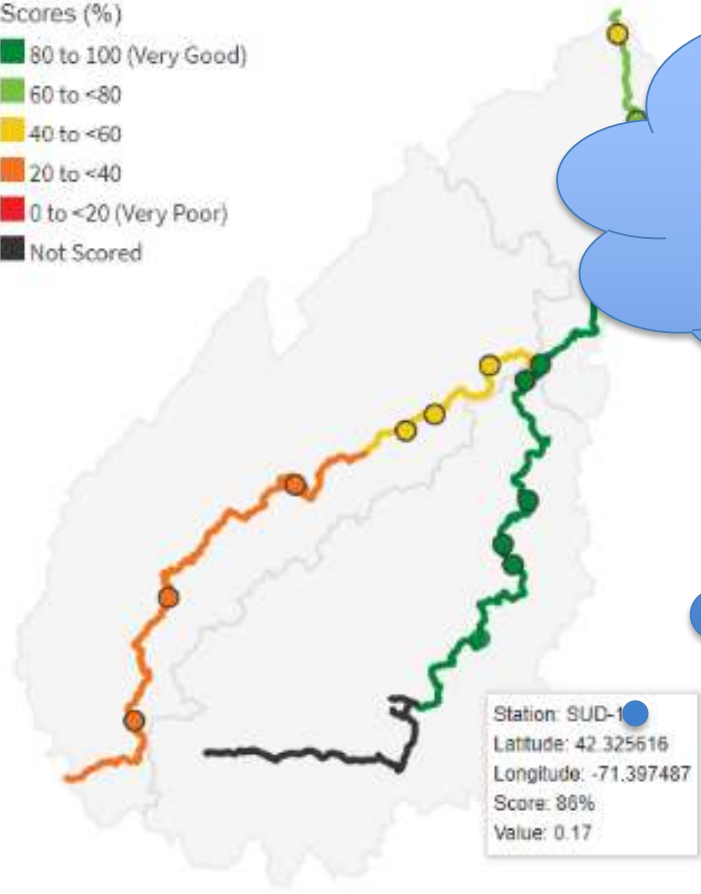 Scores (%)
80 to 100 (Very Good)
60 to <80
40 to <60
20 to <40
0 to <20 (Very Poor)
Not Scored
Station: SUD-1
Latitude: 42.325616
Longitude: -71.397487
Score: 86%
Value: 0.17